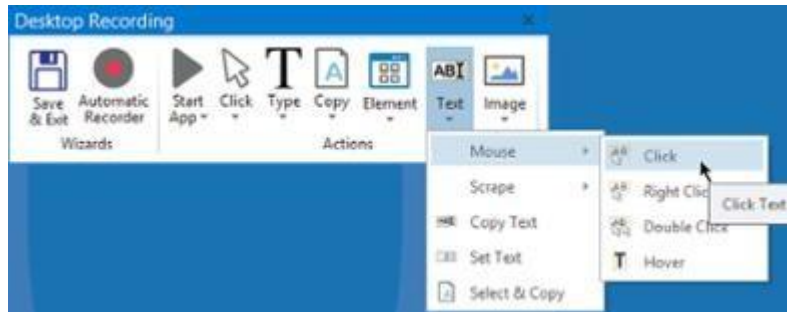 Desktop Recording
ABI
Save & Exit
Automatic Recorder
Start App
Click
Type
Copy
Element
Text
Image
Wizards
Actions
Mouse
Click
Scrape
Right Clic
Click Text
Copy Text
Double Click
Set Text
Hover
Select & Copy